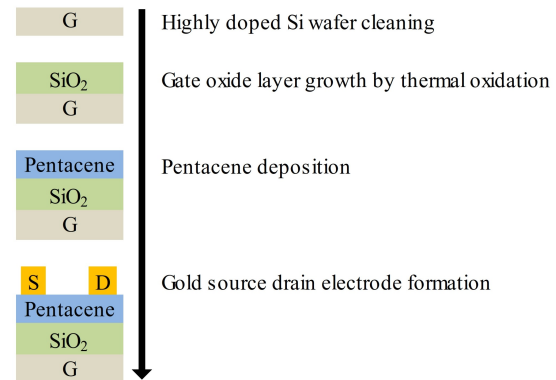 G
Highly doped Si wafer cleaning
SiO₂
Gate oxide layer growth by thermal oxidation
G
Pentacene
Pentacene deposition
SiO₂
G
S
D
Gold source drain electrode formation
Pentacene
SiO₂
G